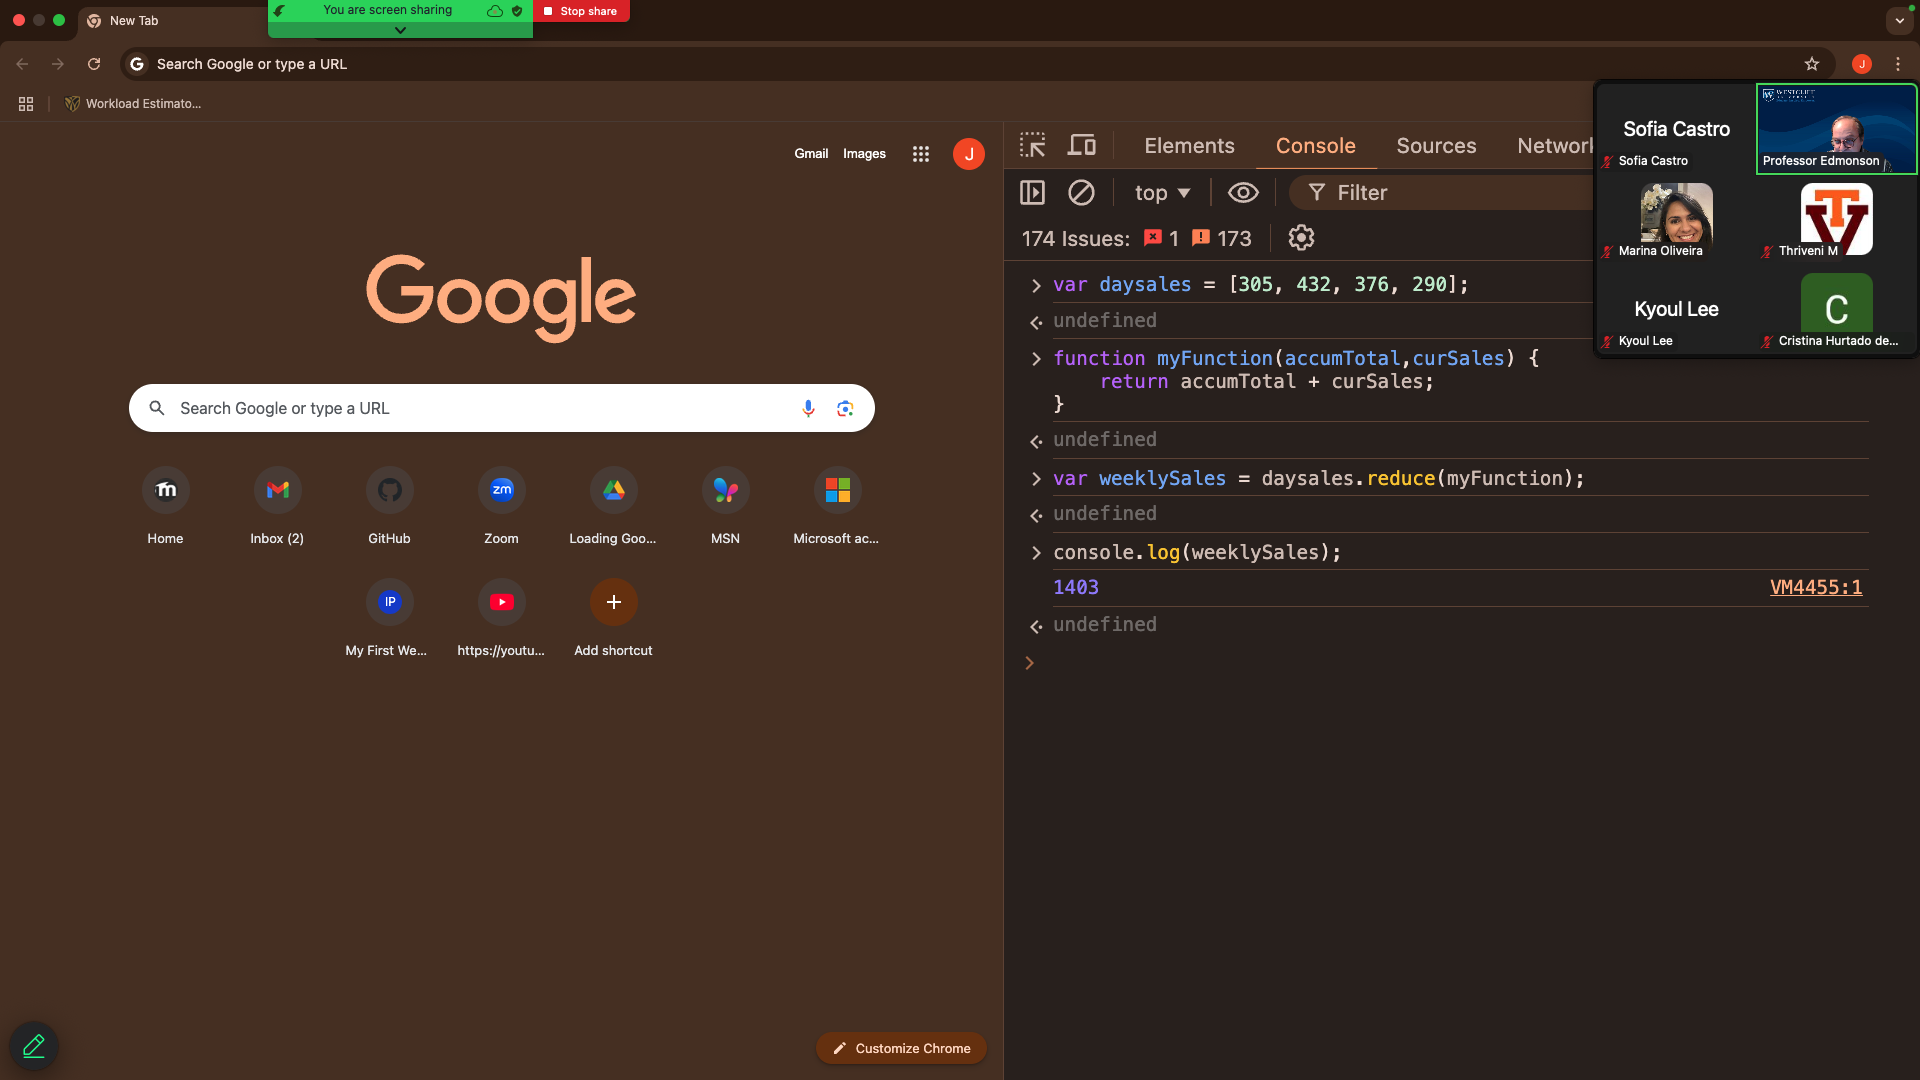 New Tab
You are screen sharing
Stop share
Search Google or type a URL
J
Workload Estimato...
Gmail
Images
J
Google
Search Google or type a URL
m
zm
Home
Inbox (2)
GitHub
Zoom
Loading Goo...
MSN
Microsoft ac...
IP
My First We...
https://youtu...
Add shortcut
Customize Chrome
Elements
Console
Sources
Network
top
Filter
174 Issues: 1 173
var daysales = [305, 432, 376, 290];
undefined
function myFunction(accumTotal,curSales) {
return accumTotal + curSales;
}
undefined
var weeklySales = daysales.reduce(myFunction);
undefined
console.log(weeklySales);
1403
VM4455:1
undefined
Sofia Castro
Sofia Castro
WESTCLIFF
Professor Edmonson
Marina Oliveira
TV
Thriveni M
Kyoul Lee
Kyoul Lee
C
Cristina Hurtado de...